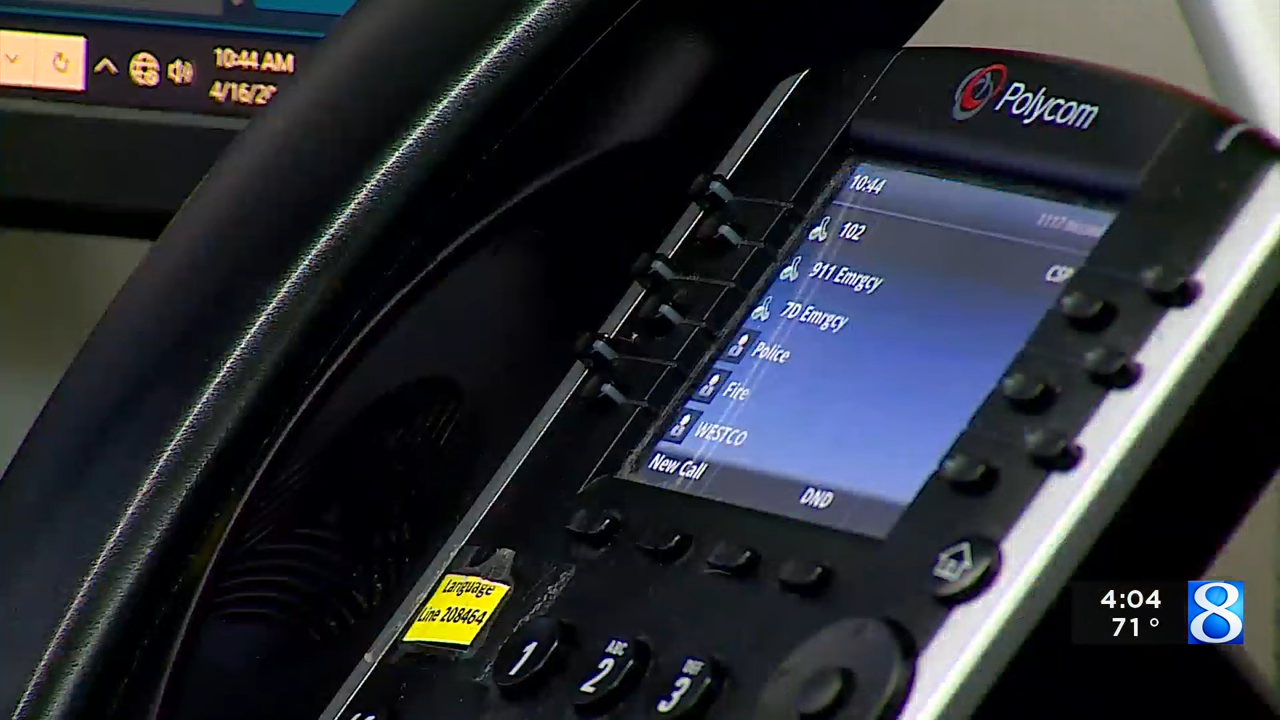 10:44 AM
Polycom
10:44
102
911 Emrgcy
7D Emrgcy
Police
Fire
WESTCO
New Call
DND
Language
Line 208464
1
ABC
2
DEF
3
4:04
71°
8